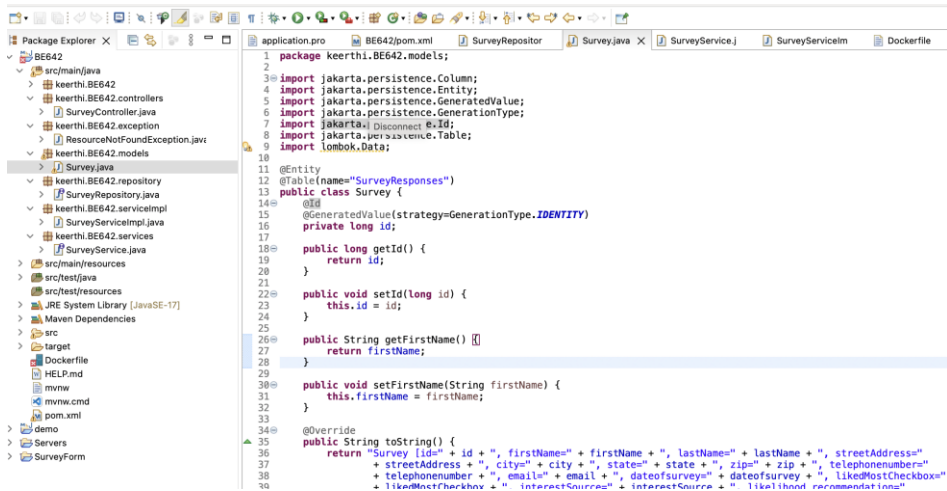 Package Explorer
application.pro
BE642/pom.xml
SurveyRepositor
Survey.java
SurveyService.j
SurveyServiceIm
Dockerfile
BE642
src/main/java
keerthi.BE642
keerthi.BE642.controllers
SurveyController.java
keerthi.BE642.exception
ResourceNotFoundException.java
keerthi.BE642.models
Survey.java
keerthi.BE642.repository
SurveyRepository.java
keerthi.BE642.serviceImpl
SurveyServiceImpl.java
keerthi.BE642.services
SurveyService.java
src/main/resources
src/test/java
src/test/resources
JRE System Library [JavaSE-17]
Maven Dependencies
src
target
Dockerfile
HELP.md
mvnw
mvnw.cmd
pom.xml
demo
Servers
SurveyForm
1 package keerthi.BE642.models;
2
3 import jakarta.persistence.Column;
4 import jakarta.persistence.Entity;
5 import jakarta.persistence.GeneratedValue;
6 import jakarta.persistence.GenerationType;
7 import jakarta. Disconnect e.Id;
8 import jakarta.persistence.Table;
9 import lombok.Data;
10
11 @Entity
12 @Table(name="SurveyResponses")
13 public class Survey {
14 @Id
15 @GeneratedValue(strategy=GenerationType.IDENTITY)
16 private long id;
17
18 public long getId() {
19 return id;
20 }
21
22 public void setId(long id) {
23 this.id = id;
24 }
25
26 public String getFirstName() {
27 return firstName;
28 }
29
30 public void setFirstName(String firstName) {
31 this.firstName = firstName;
32 }
33
34 @Override
35 public String toString() {
36 return "Survey [id=" + id + ", firstName=" + firstName + ", lastName=" + lastName + ", streetAddress="
37 + streetAddress + ", city=" + city + ", state=" + state + ", zip=" + zip + ", telephonenumber="
38 + telephonenumber + ", email=" + email + ", dateofsurvey=" + dateofsurvey + ", likedMostCheckbox="
39 + likedMostCheckbox + ", interestSource=" + interestSource + ", likelihood_recommendation="